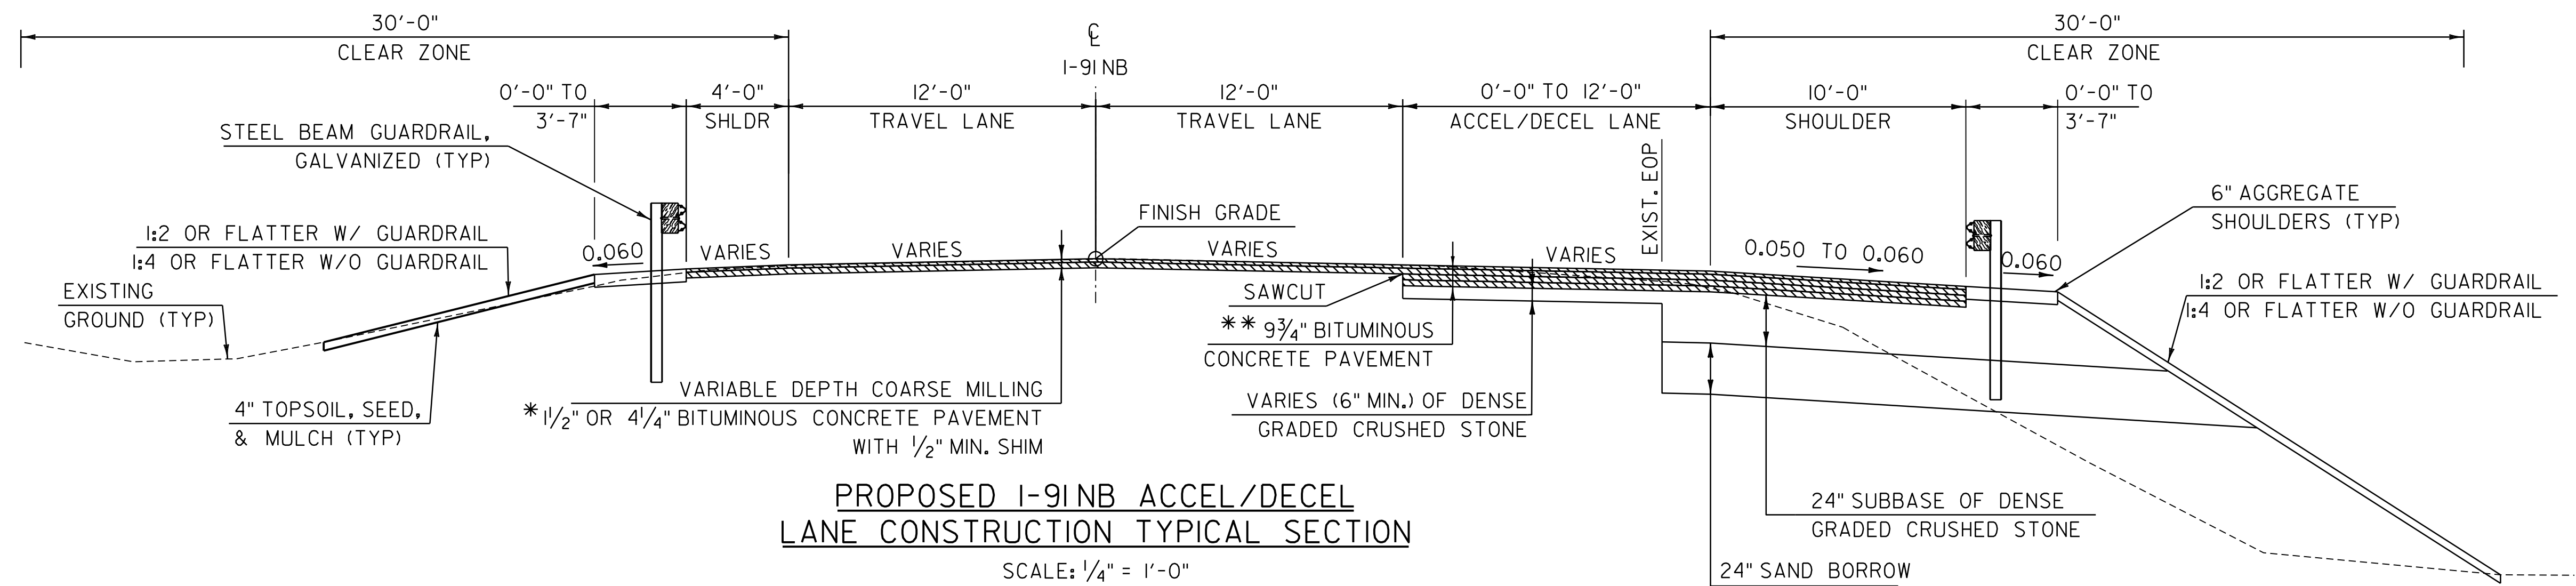 30'-0"
CLEAR ZONE
℄
I-91 NB
30'-0"
CLEAR ZONE
0'-0" TO
3'-7"
4'-0"
SHLDR
12'-0"
TRAVEL LANE
12'-0"
TRAVEL LANE
0'-0" TO 12'-0"
ACCEL/DECEL LANE
10'-0"
SHOULDER
0'-0" TO
3'-7"
STEEL BEAM GUARDRAIL,
GALVANIZED (TYP)
EXIST. EOP
6" AGGREGATE
SHOULDERS (TYP)
FINISH GRADE
1:2 OR FLATTER W/ GUARDRAIL
1:4 OR FLATTER W/O GUARDRAIL
0.060
VARIES
VARIES
VARIES
VARIES
0.050 TO 0.060
0.060
1:2 OR FLATTER W/ GUARDRAIL
1:4 OR FLATTER W/O GUARDRAIL
EXISTING
GROUND (TYP)
SAWCUT
** 9¾" BITUMINOUS
CONCRETE PAVEMENT
4" TOPSOIL, SEED,
& MULCH (TYP)
VARIABLE DEPTH COARSE MILLING
*1½" OR 4¼" BITUMINOUS CONCRETE PAVEMENT
WITH ½" MIN. SHIM
VARIES (6" MIN.) OF DENSE
GRADED CRUSHED STONE
24" SUBBASE OF DENSE
GRADED CRUSHED STONE
24" SAND BORROW
PROPOSED I-91 NB ACCEL/DECEL
LANE CONSTRUCTION TYPICAL SECTION
SCALE: ¼" = 1'-0"